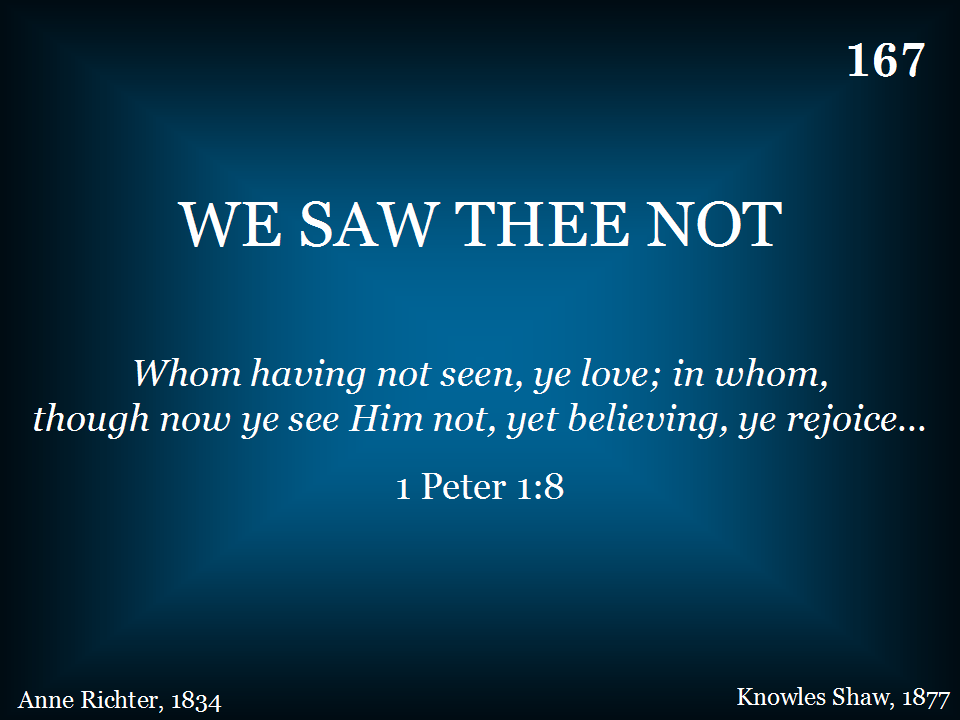 167
WE SAW THEE NOT
Whom having not seen, ye love; in whom,
though now ye see Him not, yet believing, ye rejoice...
1 Peter 1:8
Anne Richter, 1834
Knowles Shaw, 1877